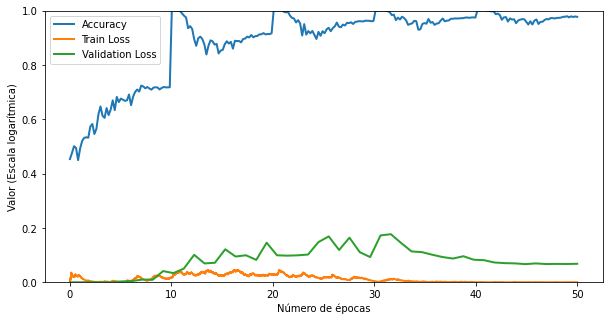 Accuracy
Train Loss
Validation Loss
1.0
0.8
0.6
0.4
0.2
0.0
Valor (Escala logarítmica)
0
10
20
30
40
50
Número de épocas